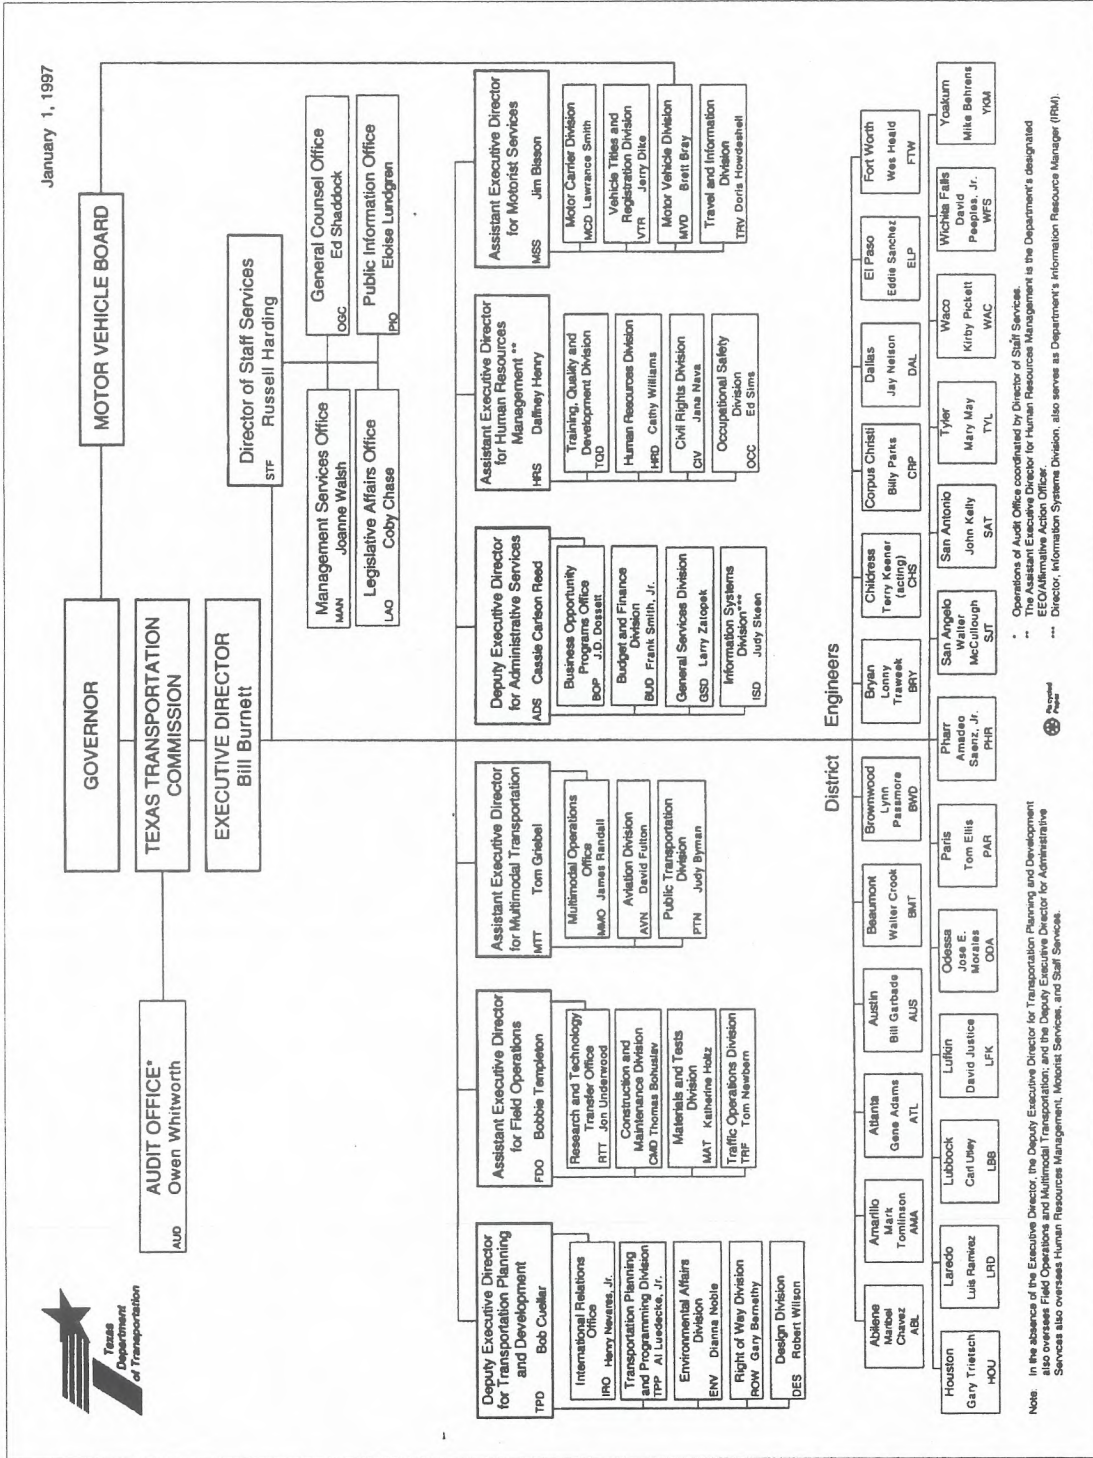 January 1, 1997
Texas
Department
of Transportation
GOVERNOR
MOTOR VEHICLE BOARD
TEXAS TRANSPORTATION
COMMISSION
AUDIT OFFICE*
Owen Whitworth
AUD
EXECUTIVE DIRECTOR
Bill Burnett
Director of Staff Services
Russell Harding
STF
Management Services Office
Joanne Walsh
MAN
General Counsel Office
Ed Shaddock
OGC
Legislative Affairs Office
Coby Chase
LAO
Public Information Office
Eloise Lundgren
PIO
Deputy Executive Director
for Transportation Planning
and Development
TPD Bob Cuellar
International Relations
Office
IRO Henry Nevares, Jr.
Transportation Planning
and Programming Division
TPP Al Luedecke, Jr.
Environmental Affairs
Division
ENV Dianna Noble
Right of Way Division
ROW Gary Bernethy
Design Division
DES Robert Wilson
Assistant Executive Director
for Field Operations
FDO Bobbie Templeton
Research and Technology
Transfer Office
RTT Jon Underwood
Construction and
Maintenance Division
CMD Thomas Bohuslav
Materials and Tests
Division
MAT Katherine Holtz
Traffic Operations Division
TRF Tom Newbern
Assistant Executive Director
for Multimodal Transportation
MTT Tom Griebel
Multimodal Operations
Office
MMO James Randall
Aviation Division
AVN David Fulton
Public Transportation
Division
PTN Judy Byman
Deputy Executive Director
for Administrative Services
ADS Cassie Carlson Reed
Business Opportunity
Programs Office
BOP J.D. Dossett
Budget and Finance
Division
BUD Frank Smith, Jr.
General Services Division
GSD Larry Zatopek
Information Systems
Division***
ISD Judy Skeen
Assistant Executive Director
for Human Resources
Management **
HRS Daffney Henry
Training, Quality and
Development Division
TQD
Human Resources Division
HRD Cathy Williams
Civil Rights Division
CIV Jana Nava
Occupational Safety
Division
OCC Ed Sims
Assistant Executive Director
for Motorist Services
MSS Jim Bisson
Motor Carrier Division
MCD Lawrance Smith
Vehicle Titles and
Registration Division
VTR Jerry Dike
Motor Vehicle Division
MVD Brett Bray
Travel and Information
Division
TRV Doris Howdeshell
District Engineers
Abilene
Maribel
Chavez
ABL
Amarillo
Mark
Tomlinson
AMA
Atlanta
Gene Adams
ATL
Austin
Bill Garbade
AUS
Beaumont
Walter Crook
BMT
Brownwood
Lynn
Passmore
BWD
Bryan
Lonny
Traweek
BRY
Childress
Terry Keener
(acting)
CHS
Corpus Christi
Billy Parks
CRP
Dallas
Jay Nelson
DAL
El Paso
Eddie Sanchez
ELP
Fort Worth
Wes Heald
FTW
Houston
Gary Trietsch
HOU
Laredo
Luis Ramirez
LRD
Lubbock
Carl Utley
LBB
Lufkin
David Justice
LFK
Odessa
Jose E.
Morales
ODA
Paris
Tom Ellis
PAR
Pharr
Amadeo
Saenz, Jr.
PHR
San Angelo
Walter
McCullough
SJT
San Antonio
John Kelly
SAT
Tyler
Mary May
TYL
Waco
Kirby Pickett
WAC
Wichita Falls
David
Peeples, Jr.
WFS
Yoakum
Mike Behrens
YKM
Note: In the absence of the Executive Director, the Deputy Executive Director for Transportation Planning and Development
also oversees Field Operations and Multimodal Transportation; and the Deputy Executive Director for Administrative
Services also oversees Human Resources Management, Motorist Services, and Staff Services.
Recycled
Paper
* Operations of Audit Office coordinated by Director of Staff Services.
** The Assistant Executive Director for Human Resources Management is the Department's designated
EEO/Affirmative Action Officer.
*** Director, Information Systems Division, also serves as Department's Information Resource Manager (IRM).
1